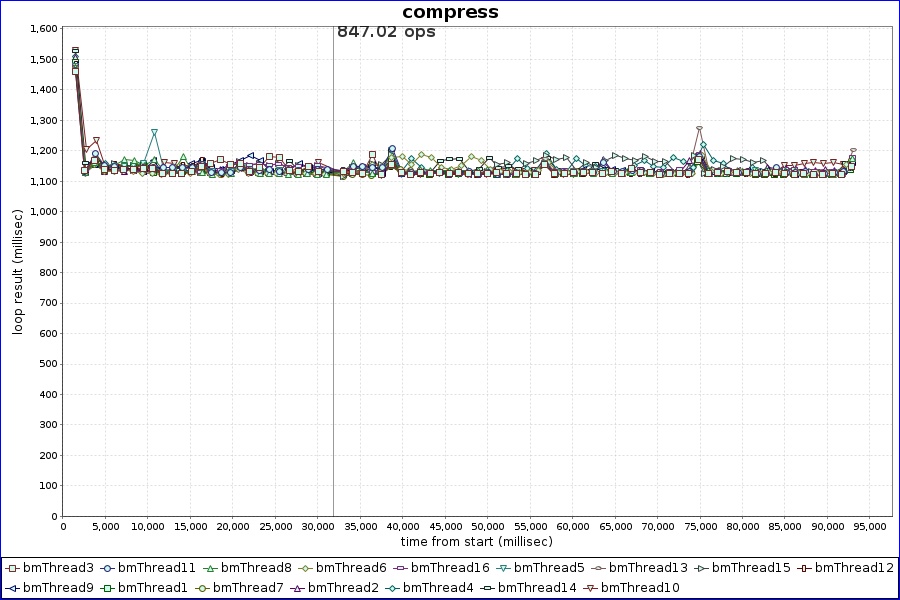 compress
847.02 ops
1,600
1,500
1,400
1,300
1,200
1,100
1,000
900
800
700
600
500
400
300
200
100
0
loop result (millisec)
0 5,000 10,000 15,000 20,000 25,000 30,000 35,000 40,000 45,000 50,000 55,000 60,000 65,000 70,000 75,000 80,000 85,000 90,000 95,000
time from start (millisec)
bmThread3 bmThread11 bmThread8 bmThread6 bmThread16 bmThread5 bmThread13 bmThread15 bmThread12
bmThread9 bmThread1 bmThread7 bmThread2 bmThread4 bmThread14 bmThread10